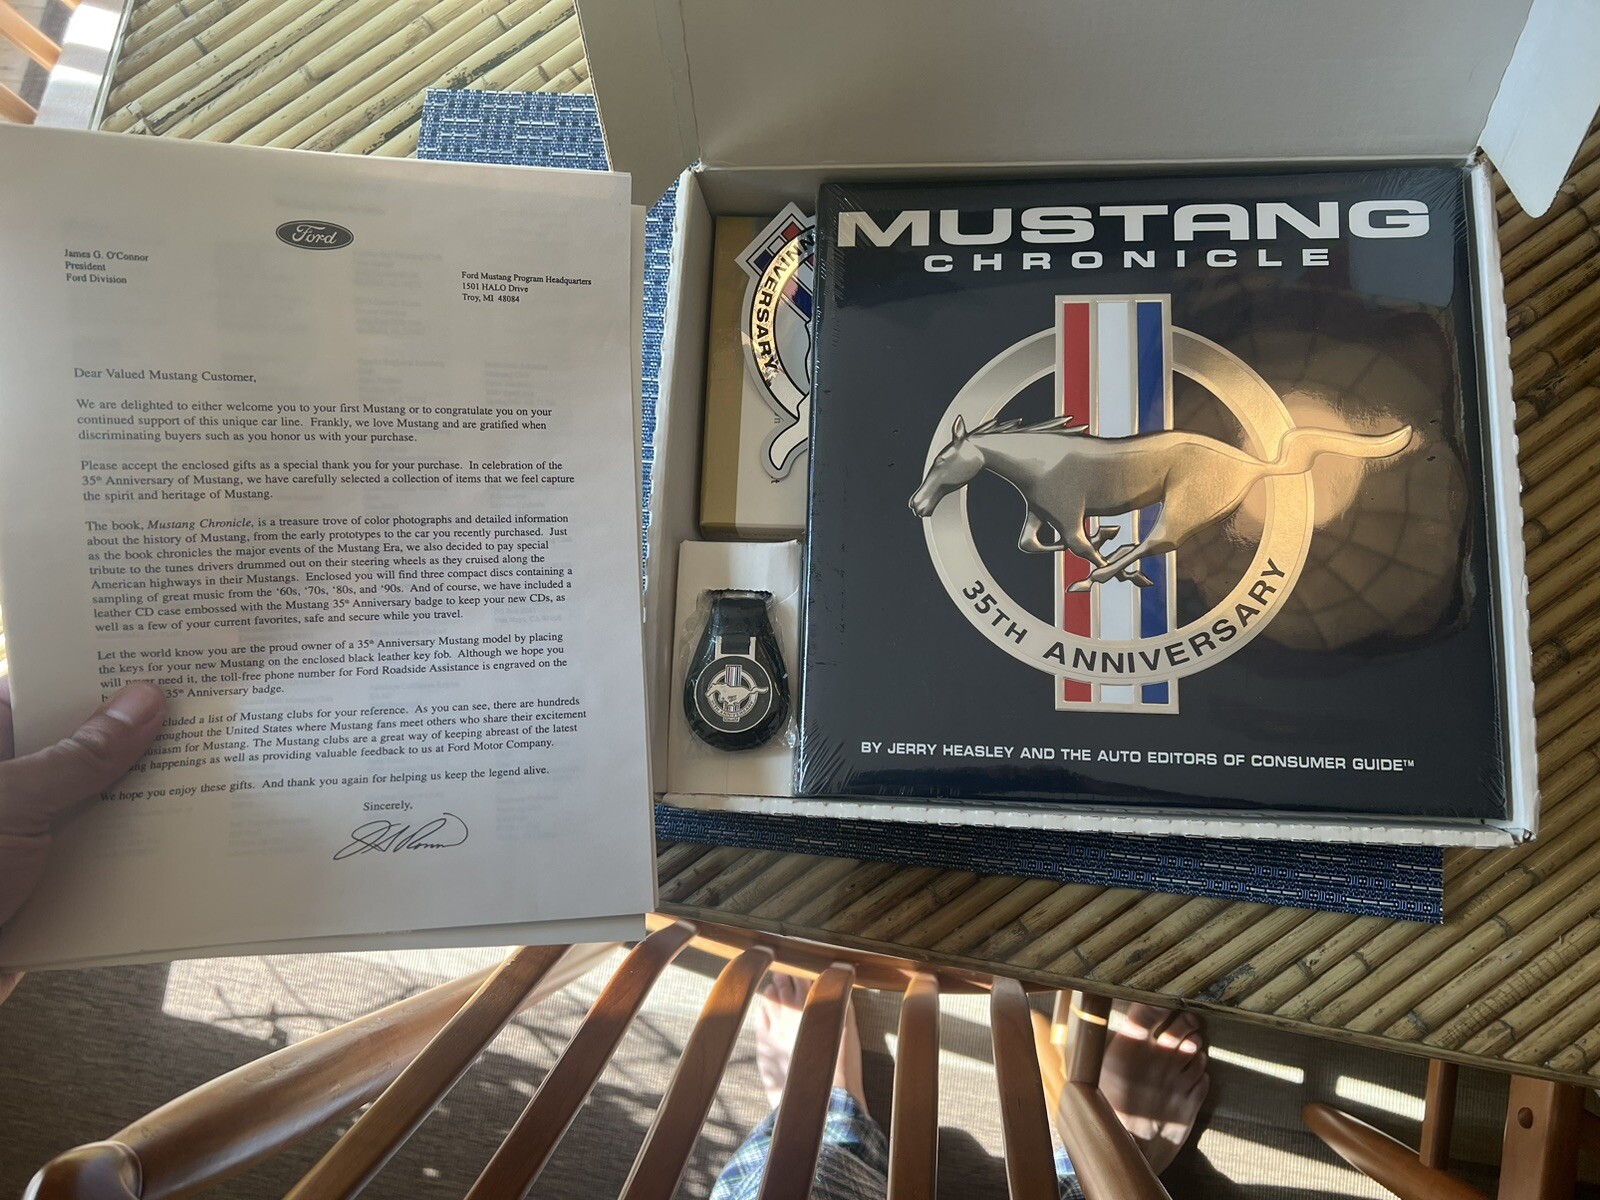 Ford
James G. O'Connor
President
Ford Division
Ford Mustang Program Headquarters
1501 HALO Drive
Troy, MI 48084
Dear Valued Mustang Customer,
We are delighted to either welcome you to your first Mustang or to congratulate you on your
continued support of this unique car line. Frankly, we love Mustang and are gratified when
discriminating buyers such as you honor us with your purchase.
Please accept the enclosed gifts as a special thank you for your purchase. In celebration of the
35th Anniversary of Mustang, we have carefully selected a collection of items that we feel capture
the spirit and heritage of Mustang.
The book, Mustang Chronicle, is a treasure trove of color photographs and detailed information
about the history of Mustang, from the early prototypes to the car you recently purchased. Just
as the book chronicles the major events of the Mustang Era, we also decided to pay special
tribute to the tunes drivers drummed out on their steering wheels as they cruised along the
American highways in their Mustangs. Enclosed you will find three compact discs containing a
sampling of great music from the '60s, '70s, '80s, and '90s. And of course, we have included a
leather CD case embossed with the Mustang 35th Anniversary badge to keep your new CDs, as
well as a few of your current favorites, safe and secure while you travel.
Let the world know you are the proud owner of a 35th Anniversary Mustang model by placing
the keys for your new Mustang on the enclosed black leather key fob. Although we hope you
will never need it, the toll-free phone number for Ford Roadside Assistance is engraved on the
35th Anniversary badge.
cluded a list of Mustang clubs for your reference. As you can see, there are hundreds
roughout the United States where Mustang fans meet others who share their excitement
usiasm for Mustang. The Mustang clubs are a great way of keeping abreast of the latest
ng happenings as well as providing valuable feedback to us at Ford Motor Company.
We hope you enjoy these gifts. And thank you again for helping us keep the legend alive.
Sincerely,
ANNIVERSARY
MUSTANG
CHRONICLE
35TH ANNIVERSARY
BY JERRY HEASLEY AND THE AUTO EDITORS OF CONSUMER GUIDE™